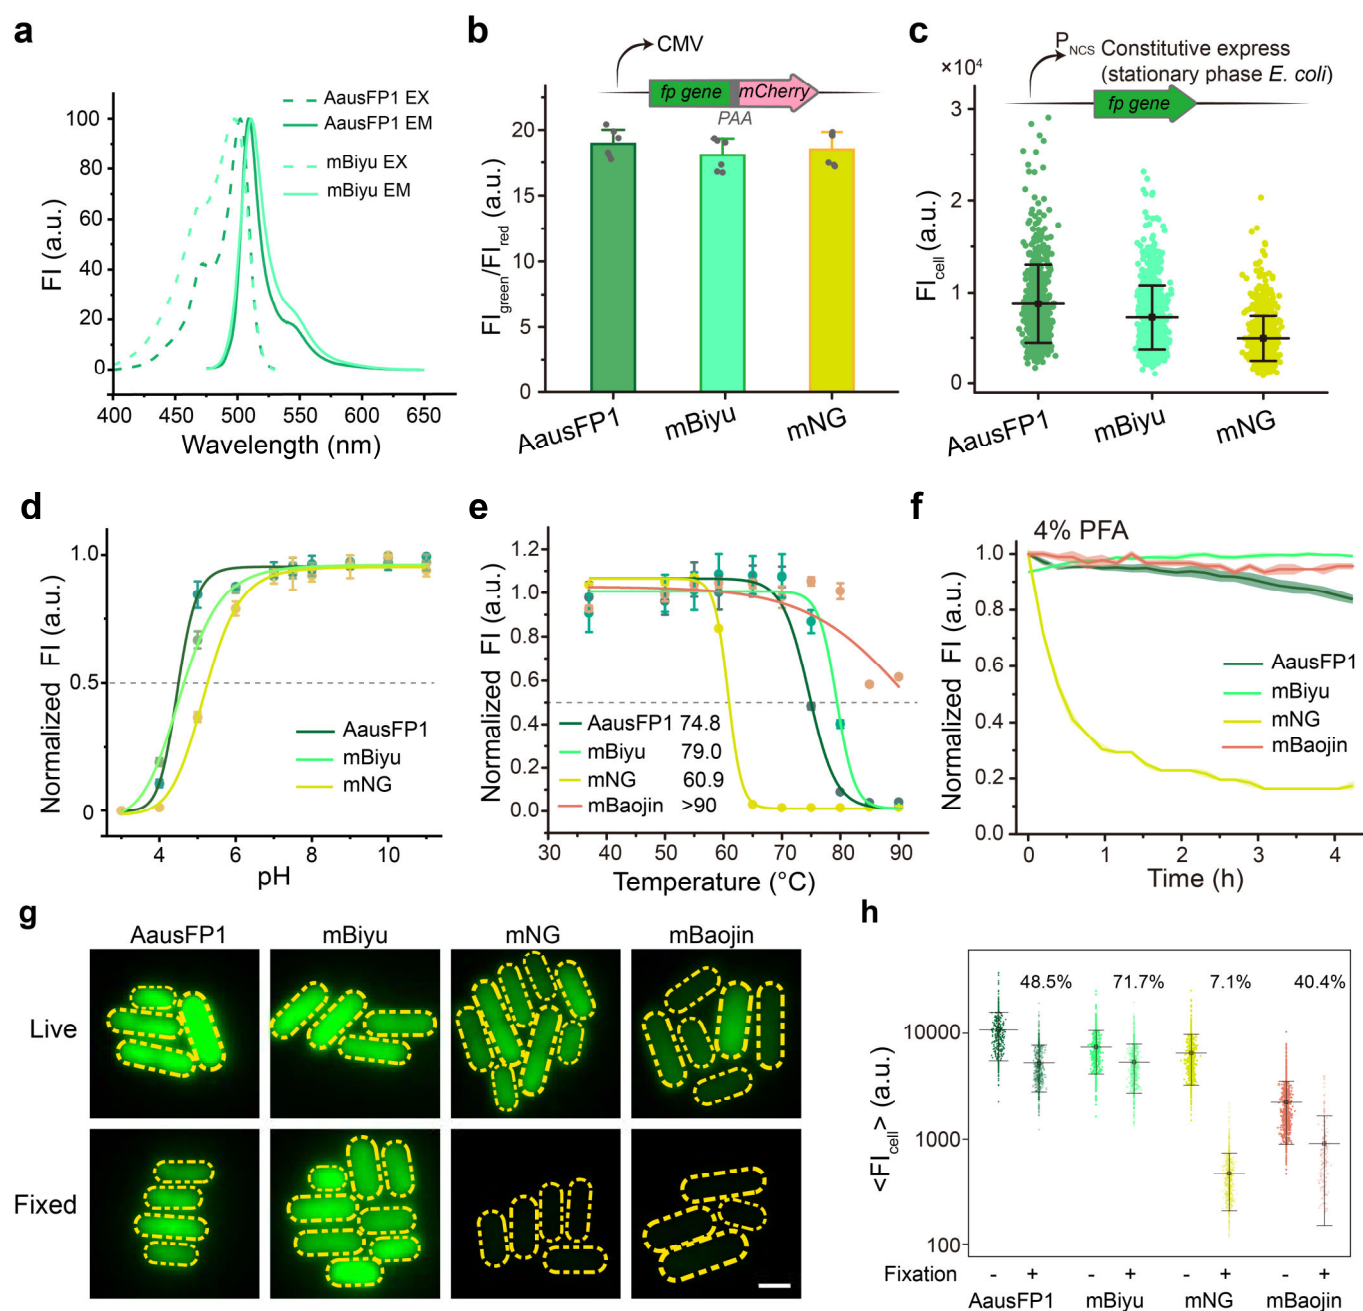 a
FI (a.u.)
100
80
60
40
20
0
AausFP1 EX
AausFP1 EM
mBiyu EX
mBiyu EM
400 450 500 550 600 650
Wavelength (nm)
b
CMV
fp gene mCherry
PAA
FIgreen/FIred (a.u.)
20
15
10
5
0
AausFP1 mBiyu mNG
c
PNCS Constitutive express
(stationary phase E. coli)
×10⁴
fp gene
FIcell (a.u.)
3
2
1
0
AausFP1 mBiyu mNG
d
Normalized FI (a.u.)
1.0
0.5
0
AausFP1
mBiyu
mNG
4 6 8 10
pH
e
Normalized FI (a.u.)
1.2
1.0
0.8
0.6
0.4
0.2
0.0
AausFP1 74.8
mBiyu 79.0
mNG 60.9
mBaojin >90
30 40 50 60 70 80 90
Temperature (°C)
f
4% PFA
Normalized FI (a.u.)
1.0
0.8
0.6
0.4
0.2
0.0
AausFP1
mBiyu
mNG
mBaojin
0 1 2 3 4
Time (h)
g
AausFP1 mBiyu mNG mBaojin
Live
Fixed
h
<FIcell> (a.u.)
48.5% 71.7% 7.1% 40.4%
10000
1000
100
Fixation - + - + - + - +
AausFP1 mBiyu mNG mBaojin